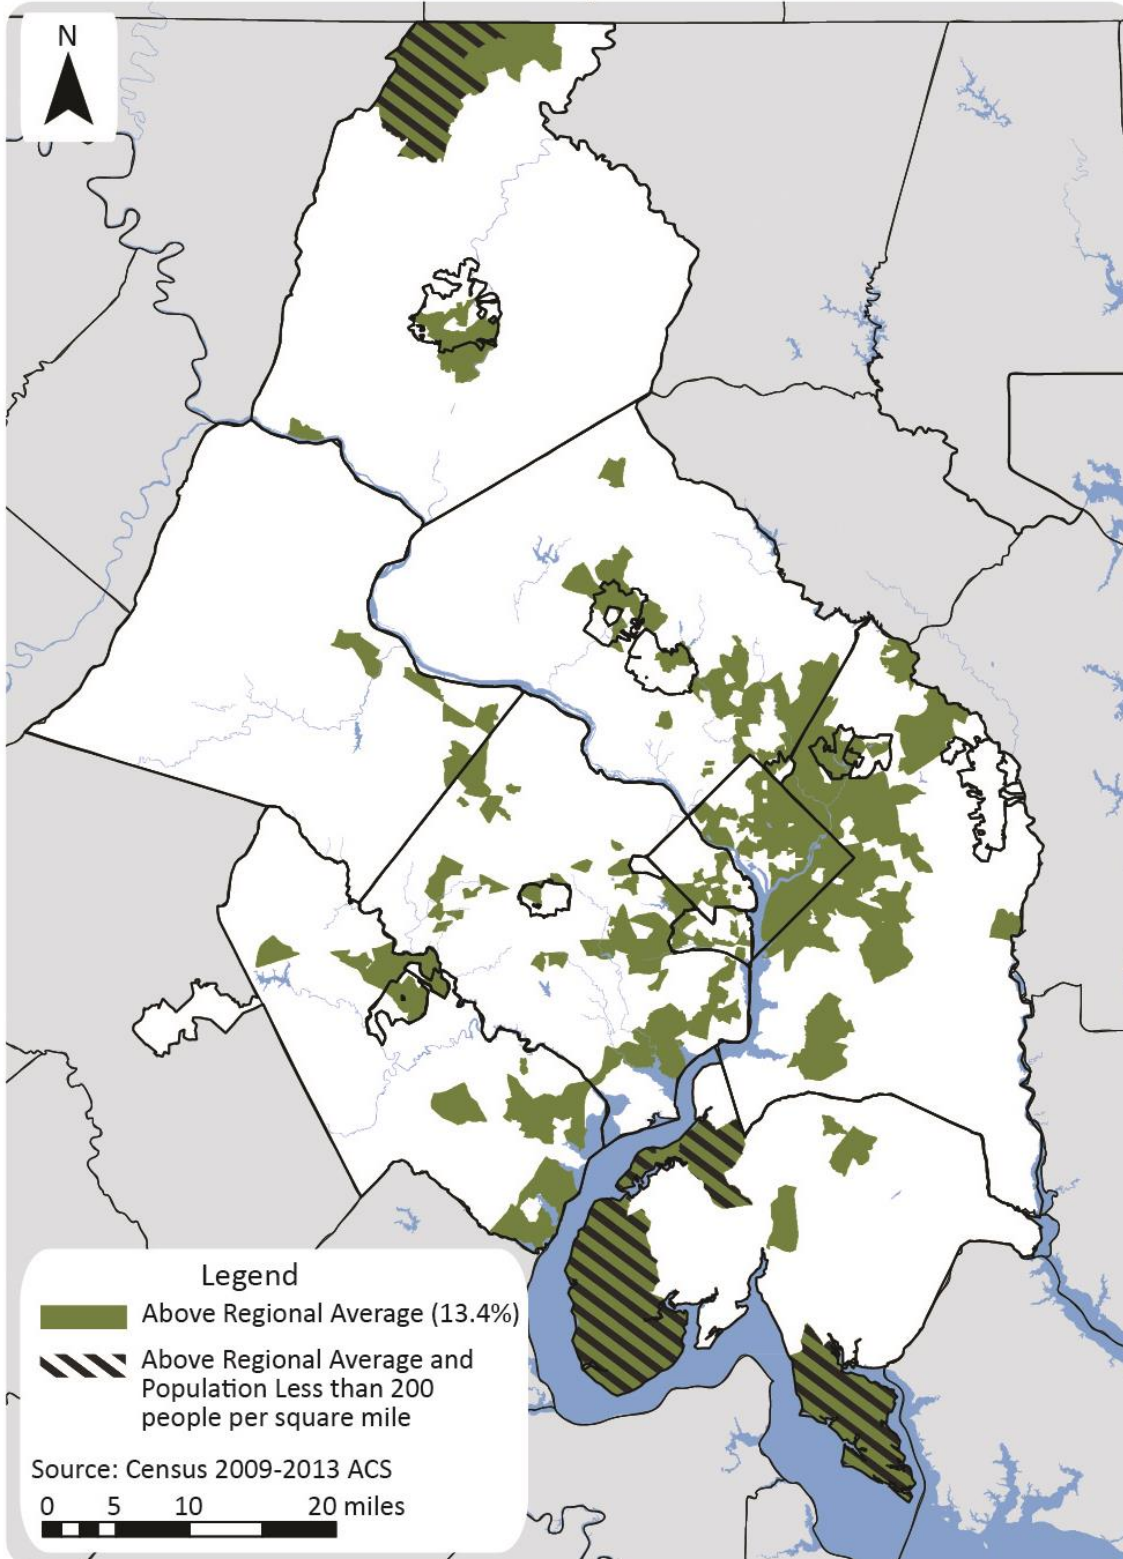 N
Legend
Above Regional Average (13.4%)
Above Regional Average and
Population Less than 200
people per square mile
Source: Census 2009-2013 ACS
0 5 10 20 miles